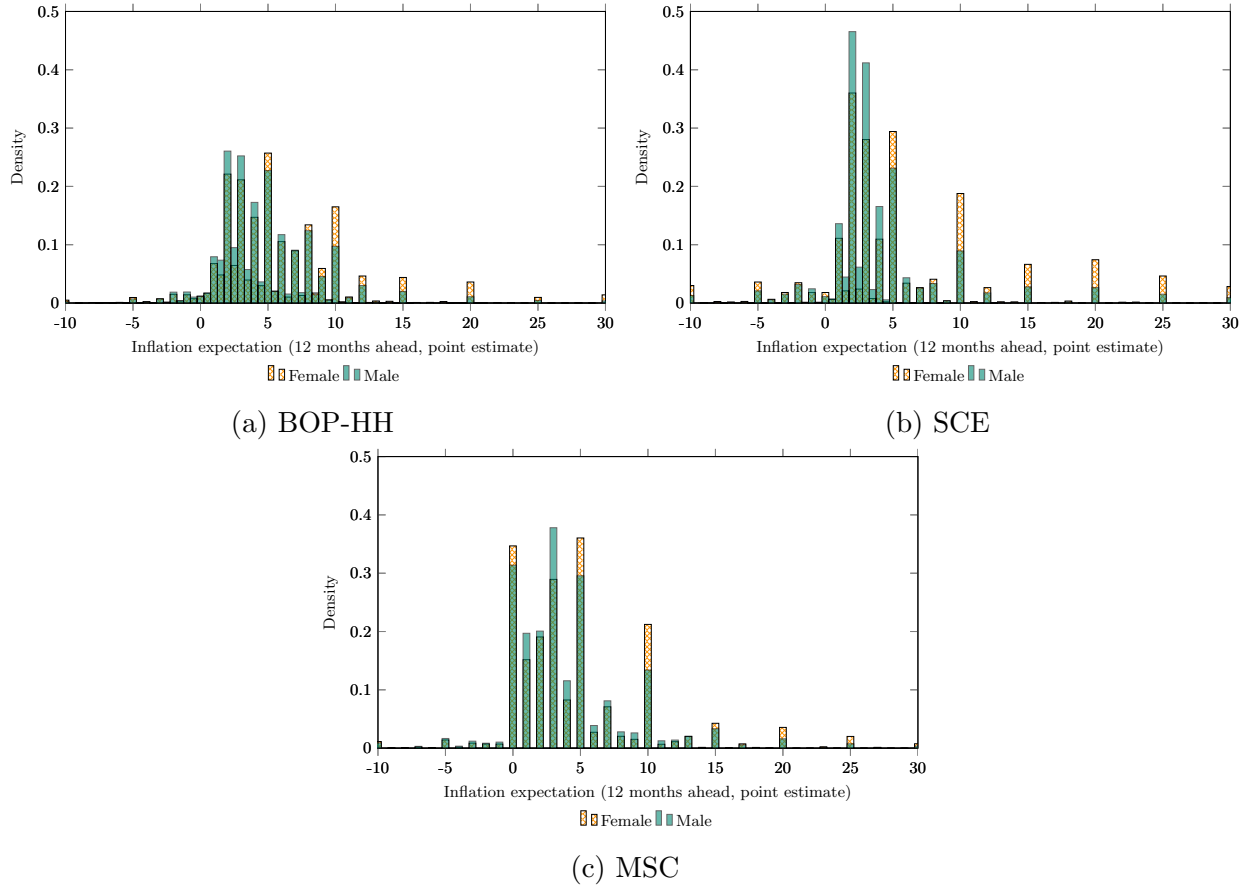 0.5
0.4
0.3
0.2
0.1
0
Density
-10 -5 0 5 10 15 20 25 30
Inflation expectation (12 months ahead, point estimate)
Female Male
(a) BOP-HH
0.5
0.4
0.3
0.2
0.1
0
Density
-10 -5 0 5 10 15 20 25 30
Inflation expectation (12 months ahead, point estimate)
Female Male
(b) SCE
0.5
0.4
0.3
0.2
0.1
0
Density
-10 -5 0 5 10 15 20 25 30
Inflation expectation (12 months ahead, point estimate)
Female Male
(c) MSC